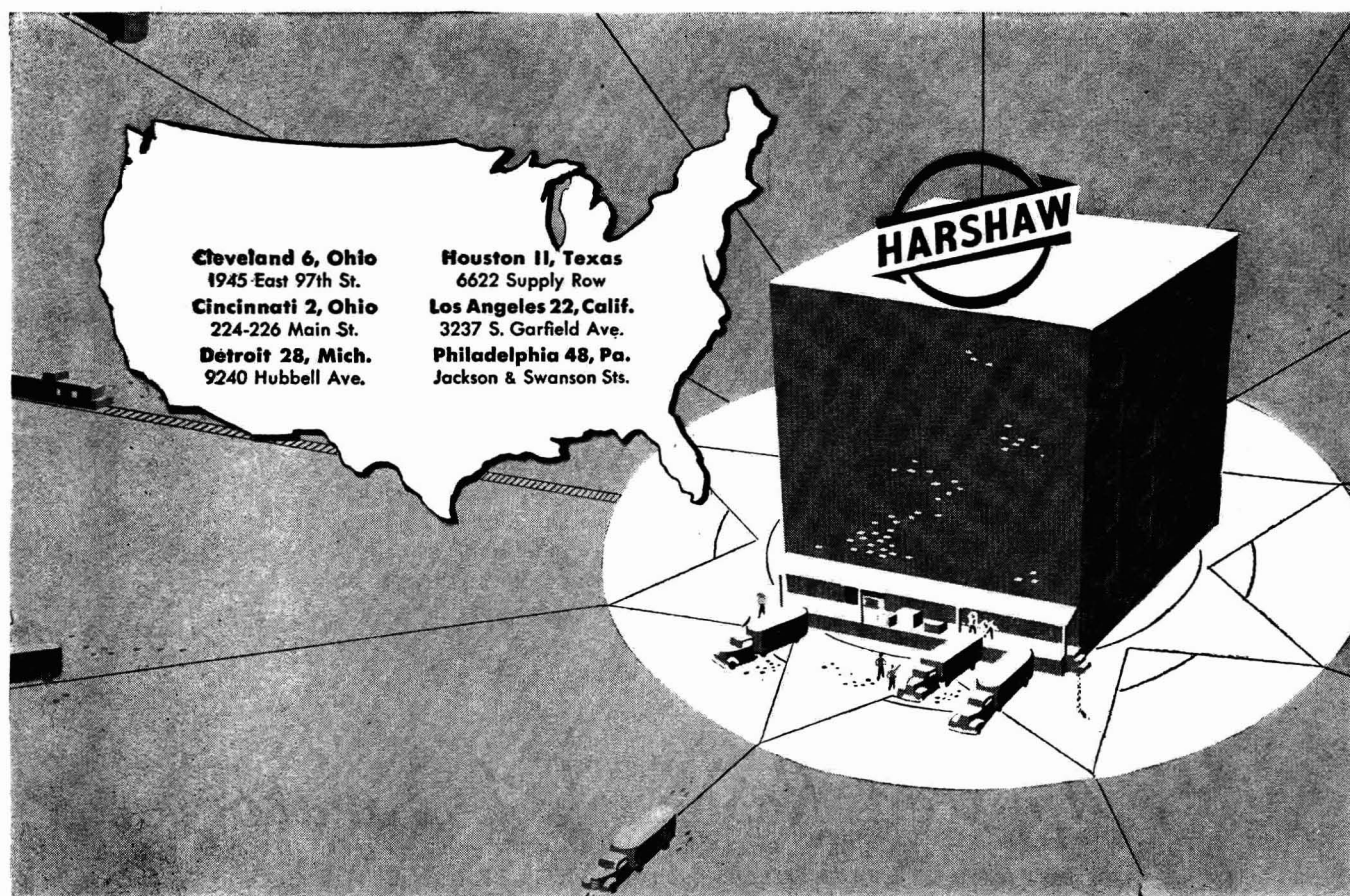 Cleveland 6, Ohio
1945 East 97th St.
Cincinnati 2, Ohio
224-226 Main St.
Detroit 28, Mich.
9240 Hubbell Ave.
Houston 11, Texas
6622 Supply Row
Los Angeles 22, Calif.
3237 S. Garfield Ave.
Philadelphia 48, Pa.
Jackson & Swanson Sts.
HARSHAW